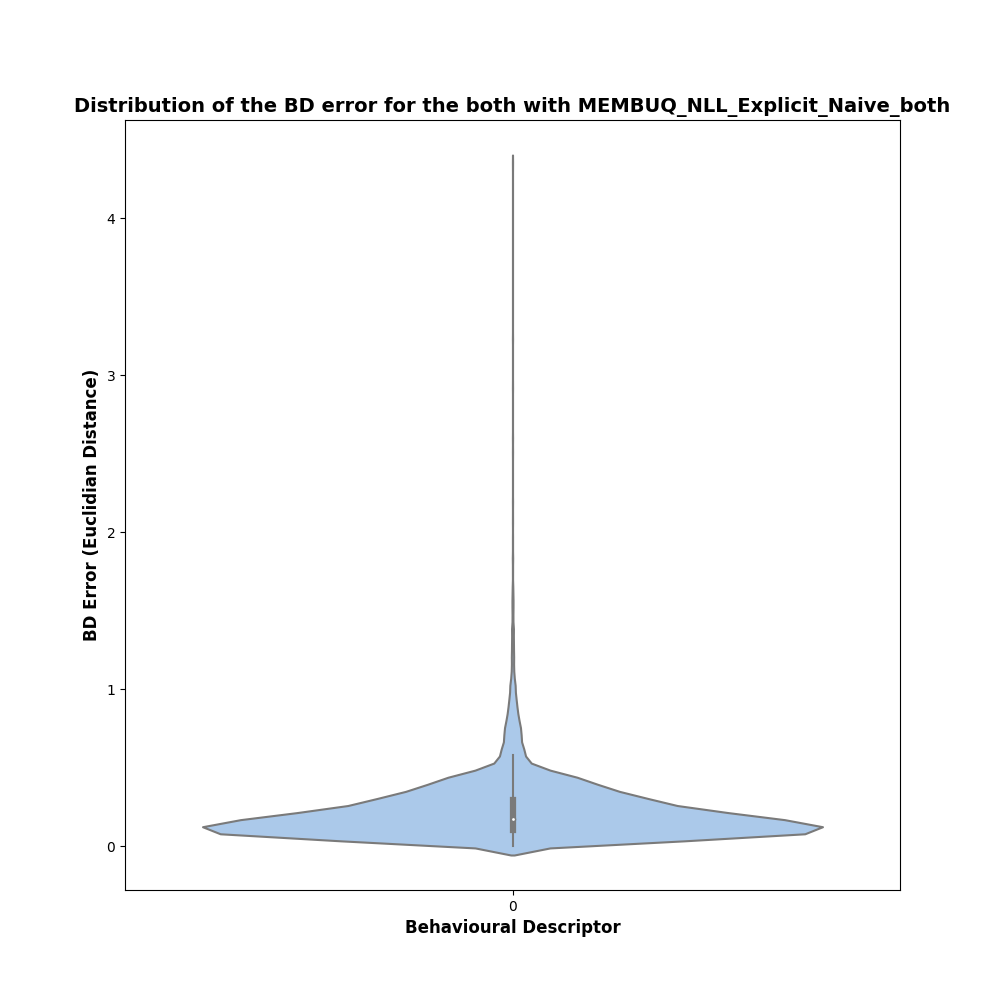 Distribution of the BD error for the both with MEMBUQ_NLL_Explicit_Naive_both
BD Error (Euclidian Distance)
4
3
2
1
0
0
Behavioural Descriptor